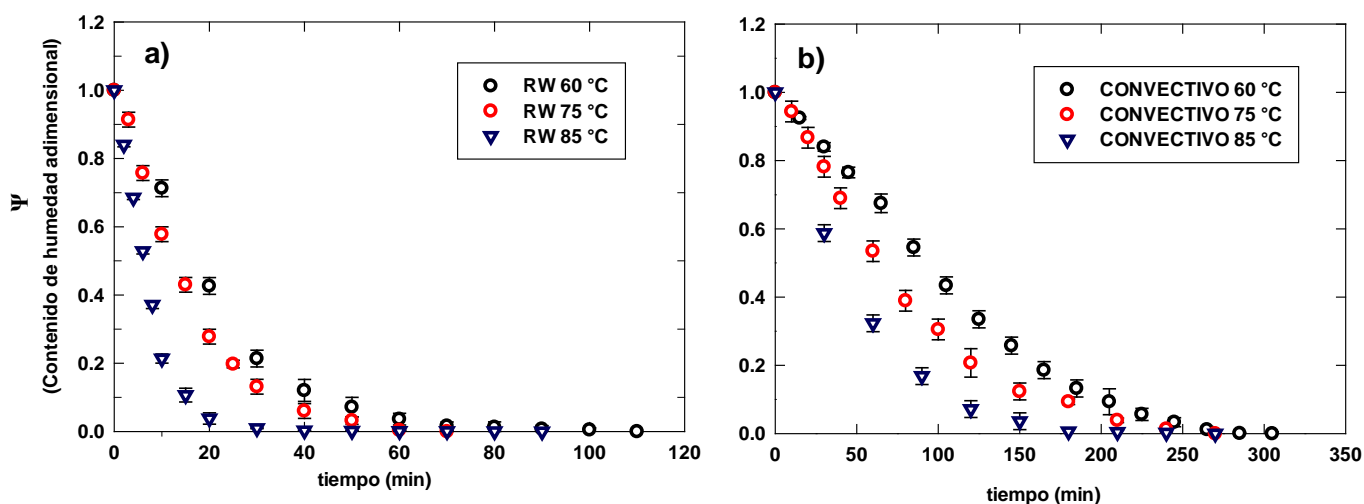 a)
1.2
1.0
0.8
0.6
0.4
0.2
0.0
Ψ
(Contenido de humedad adimensional)
RW 60 °C
RW 75 °C
RW 85 °C
0 20 40 60 80 100 120
tiempo (min)
b)
1.2
1.0
0.8
0.6
0.4
0.2
0.0
CONVECTIVO 60 °C
CONVECTIVO 75 °C
CONVECTIVO 85 °C
0 50 100 150 200 250 300 350
tiempo (min)